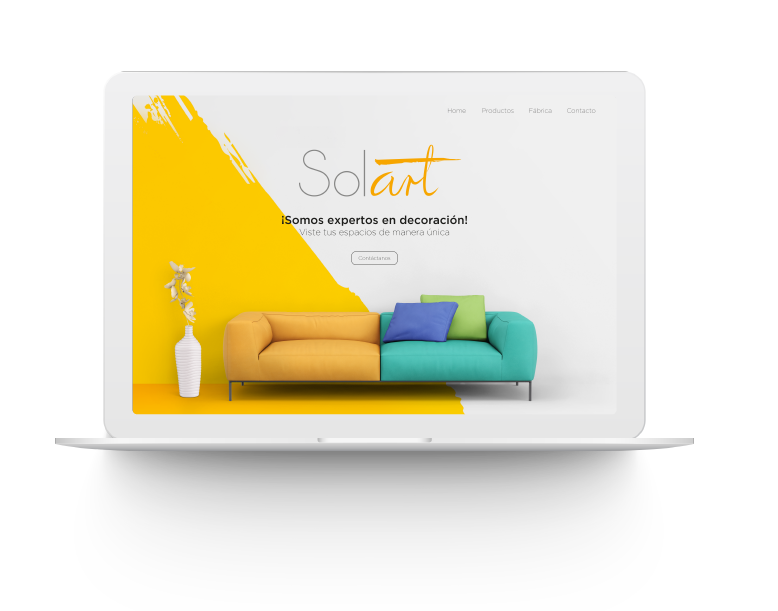 Home Productos Fábrica Contacto
Solart
¡Somos expertos en decoración!
Viste tus espacios de manera única
Contáctanos